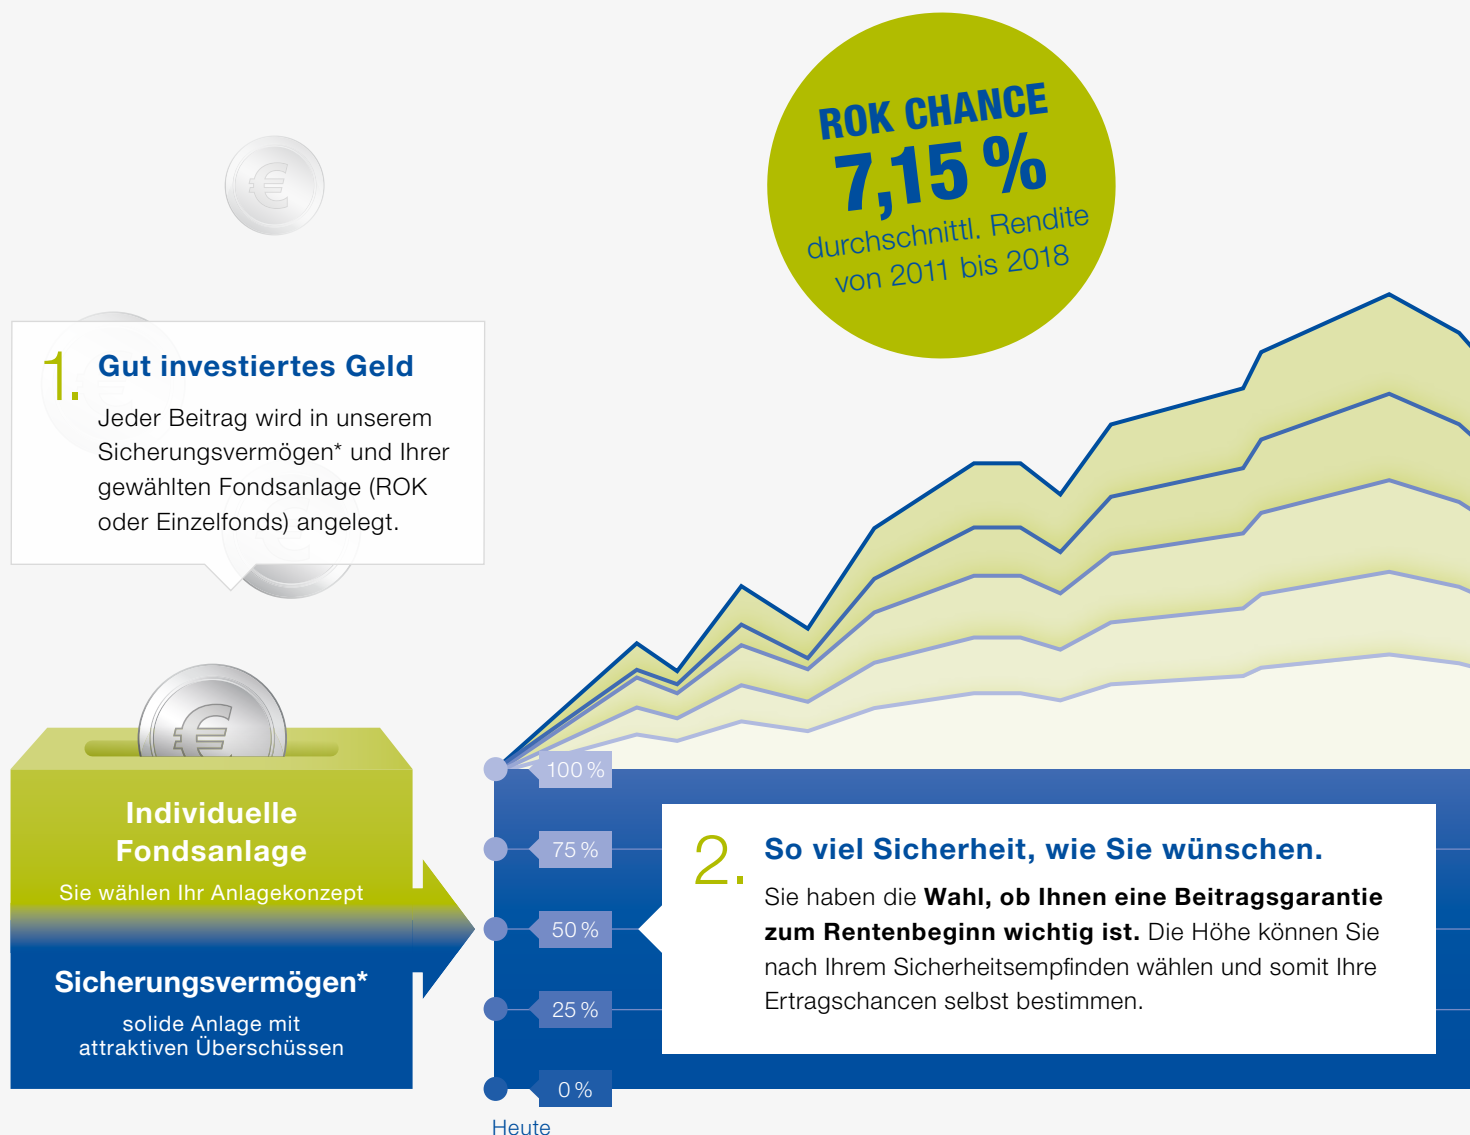 ROK CHANCE
7,15 %
durchschnittl. Rendite
von 2011 bis 2018
1. Gut investiertes Geld
Jeder Beitrag wird in unserem
Sicherungsvermögen* und Ihrer
gewählten Fondsanlage (ROK
oder Einzelfonds) angelegt.
Individuelle
Fondsanlage
Sie wählen Ihr Anlagekonzept
Sicherungsvermögen*
solide Anlage mit
attraktiven Überschüssen
100 %
75 %
50 %
25 %
0 %
Heute
2. So viel Sicherheit, wie Sie wünschen.
Sie haben die Wahl, ob Ihnen eine Beitragsgarantie
zum Rentenbeginn wichtig ist. Die Höhe können Sie
nach Ihrem Sicherheitsempfinden wählen und somit Ihre
Ertragschancen selbst bestimmen.